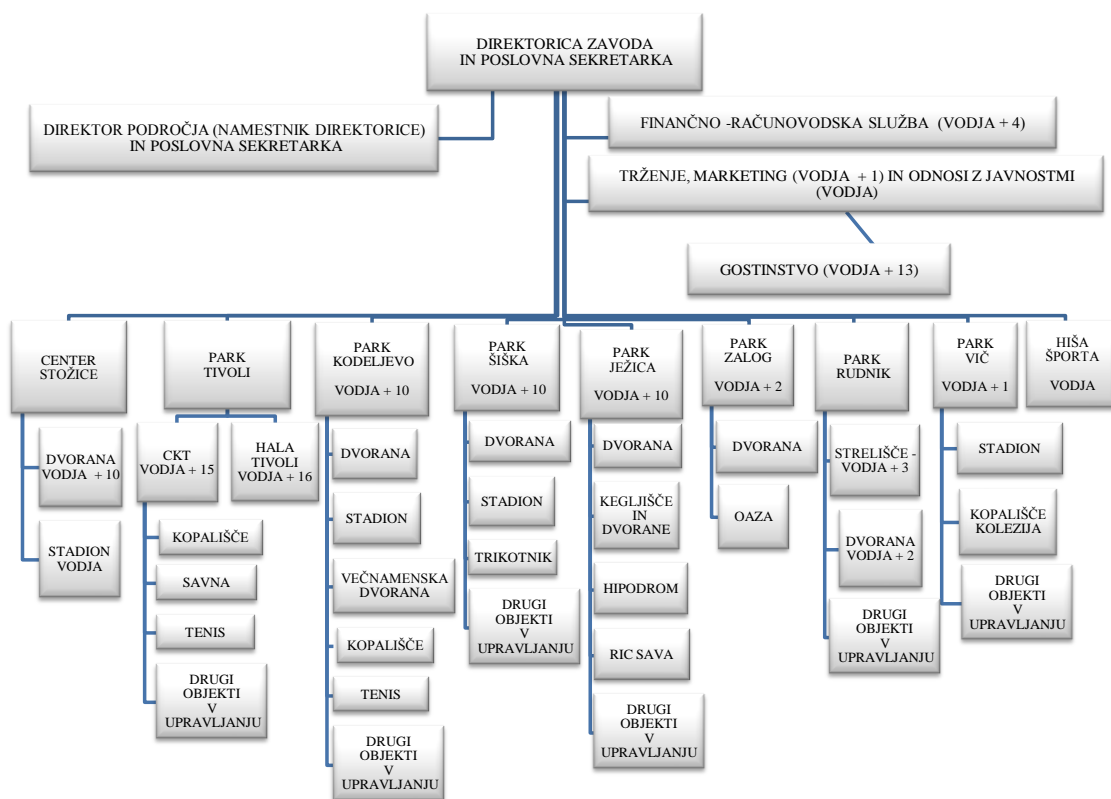 DIREKTORICA ZAVODA
IN POSLOVNA SEKRETARKA
DIREKTOR PODROČJA (NAMESTNIK DIREKTORICE)
IN POSLOVNA SEKRETARKA
FINANČNO -RAČUNOVODSKA SLUŽBA (VODJA + 4)
TRŽENJE, MARKETING (VODJA + 1) IN ODNOSI Z JAVNOSTMI
(VODJA)
GOSTINSTVO (VODJA + 13)
CENTER
STOŽICE
DVORANA
VODJA + 10
STADION
VODJA
PARK
TIVOLI
CKT
VODJA + 15
KOPALIŠČE
SAVNA
TENIS
DRUGI
OBJEKTI
V
UPRAVLJANJU
HALA
TIVOLI
VODJA + 16
PARK
KODELJEVO
VODJA + 10
DVORANA
STADION
VEČNAMENSKA
DVORANA
KOPALIŠČE
TENIS
DRUGI
OBJEKTI
V
UPRAVLJANJU
PARK
ŠIŠKA
VODJA + 10
DVORANA
STADION
TRIKOTNIK
DRUGI
OBJEKTI
V
UPRAVLJANJU
PARK
JEŽICA
VODJA + 10
DVORANA
KEGLJIŠČE
IN
DVORANE
HIPODROM
RIC SAVA
DRUGI
OBJEKTI
V
UPRAVLJANJU
PARK
ZALOG
VODJA + 2
DVORANA
OAZA
PARK
RUDNIK
STRELIŠČE -
VODJA + 3
DVORANA
VODJA + 2
DRUGI
OBJEKTI
V
UPRAVLJANJU
PARK
VIČ
VODJA + 1
STADION
KOPALIŠČE
KOLEZIJA
DRUGI
OBJEKTI
V
UPRAVLJANJU
HIŠA
ŠPORTA
VODJA